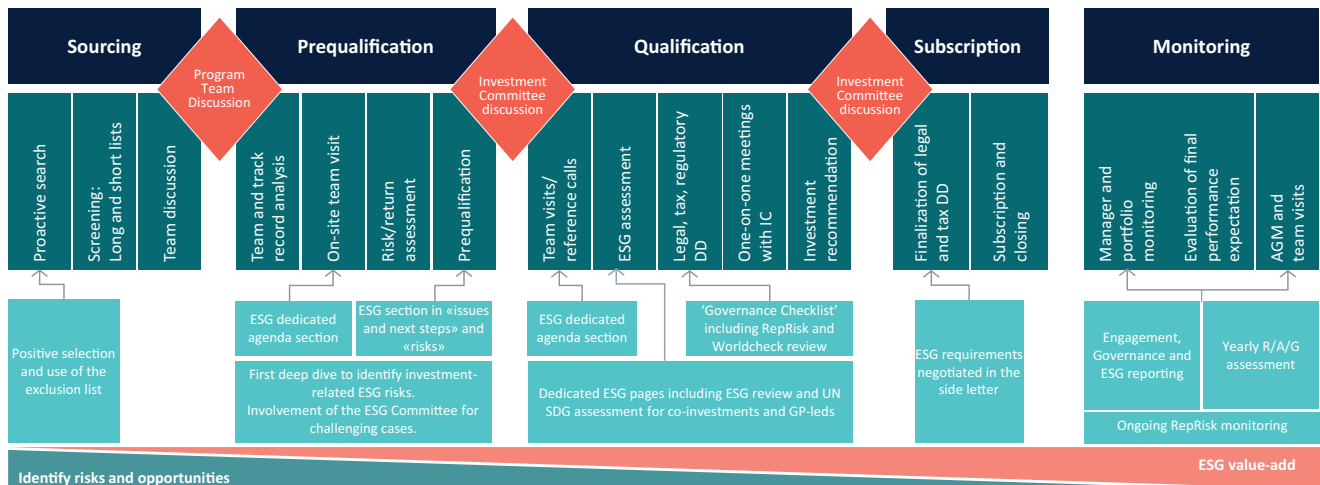 Sourcing
Prequalification
Qualification
Subscription
Monitoring
Program
Team
Discussion
Investment
Committee
discussion
Investment
Committee
discussion
Proactive search
Screening:
Long and short lists
Team discussion
Team and track
record analysis
On-site team visit
Risk/return
assessment
Prequalification
Team visits/
reference calls
ESG assessment
Legal, tax, regulatory
DD
One-on-one meetings
with IC
Investment
recommendation
Finalization of legal
and tax DD
Subscription and
closing
Manager and
portfolio
monitoring
Evaluation of final
performance
expectation
AGM and
team visits
Positive selection
and use of the
exclusion list
ESG dedicated
agenda section
ESG section in «issues
and next steps» and
«risks»
First deep dive to identify investment-
related ESG risks.
Involvement of the ESG Committee for
challenging cases.
ESG dedicated
agenda section
‘Governance Checklist’
including RepRisk and
Worldcheck review
Dedicated ESG pages including ESG review and UN
SDG assessment for co-investments and GP-leds
ESG requirements
negotiated in the
side letter
Engagement,
Governance and
ESG reporting
Yearly R/A/G
assessment
Ongoing RepRisk monitoring
ESG value-add
Identify risks and opportunities